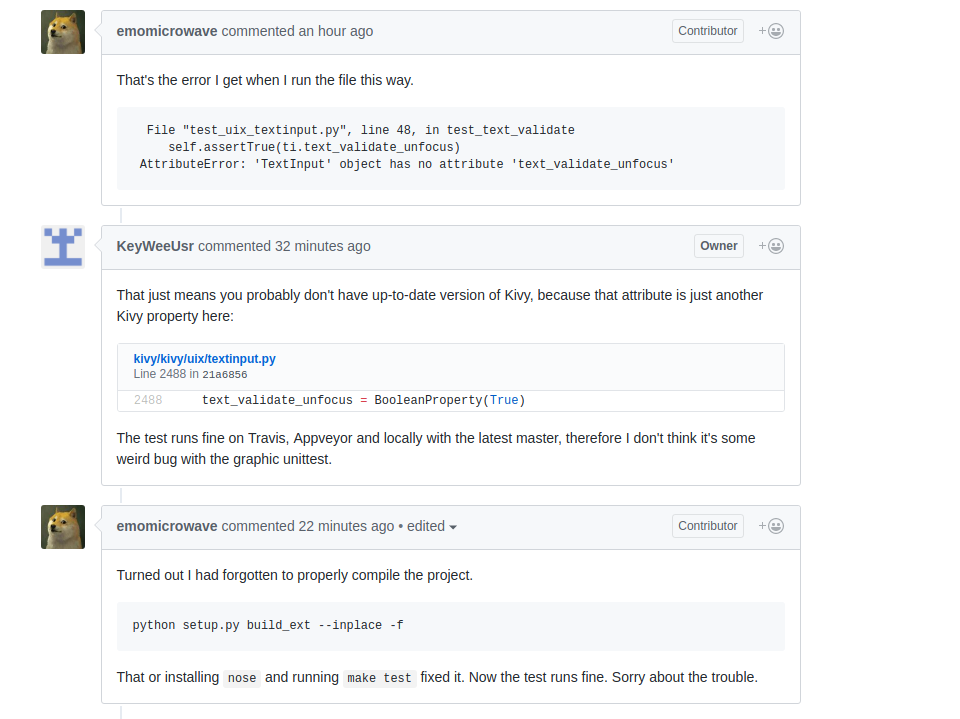 emomicrowave commented an hour ago Contributor +
That's the error I get when I run the file this way.
File "test_uix_textinput.py", line 48, in test_text_validate
self.assertTrue(ti.text_validate_unfocus)
AttributeError: 'TextInput' object has no attribute 'text_validate_unfocus'
KeyWeeUsr commented 32 minutes ago Owner +
That just means you probably don't have up-to-date version of Kivy, because that attribute is just another
Kivy property here:
kivy/kivy/uix/textinput.py
Line 2488 in 21a6856
2488 text_validate_unfocus = BooleanProperty(True)
The test runs fine on Travis, Appveyor and locally with the latest master, therefore I don't think it's some
weird bug with the graphic unittest.
emomicrowave commented 22 minutes ago • edited Contributor +
Turned out I had forgotten to properly compile the project.
python setup.py build_ext --inplace -f
That or installing nose and running make test fixed it. Now the test runs fine. Sorry about the trouble.